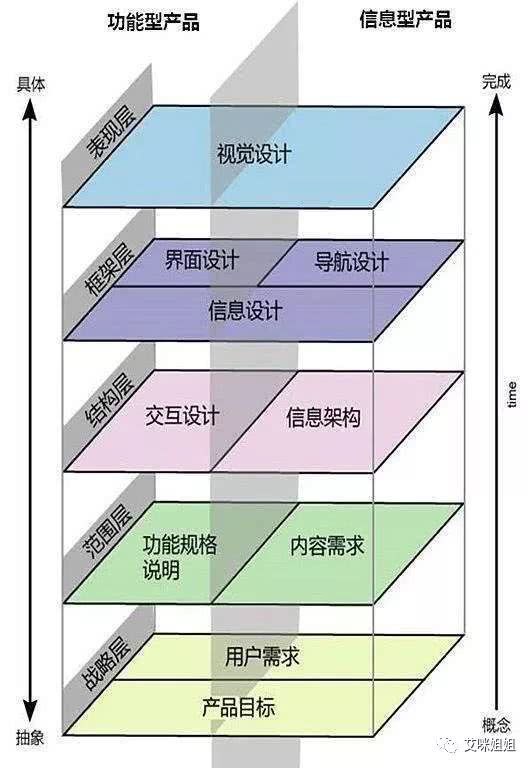 功能型产品
信息型产品
具体
完成
表现层
视觉设计
框架层
界面设计
导航设计
信息设计
结构层
交互设计
信息架构
time
范围层
功能规格
说明
内容需求
战略层
用户需求
产品目标
抽象
概念
艾咪姐姐